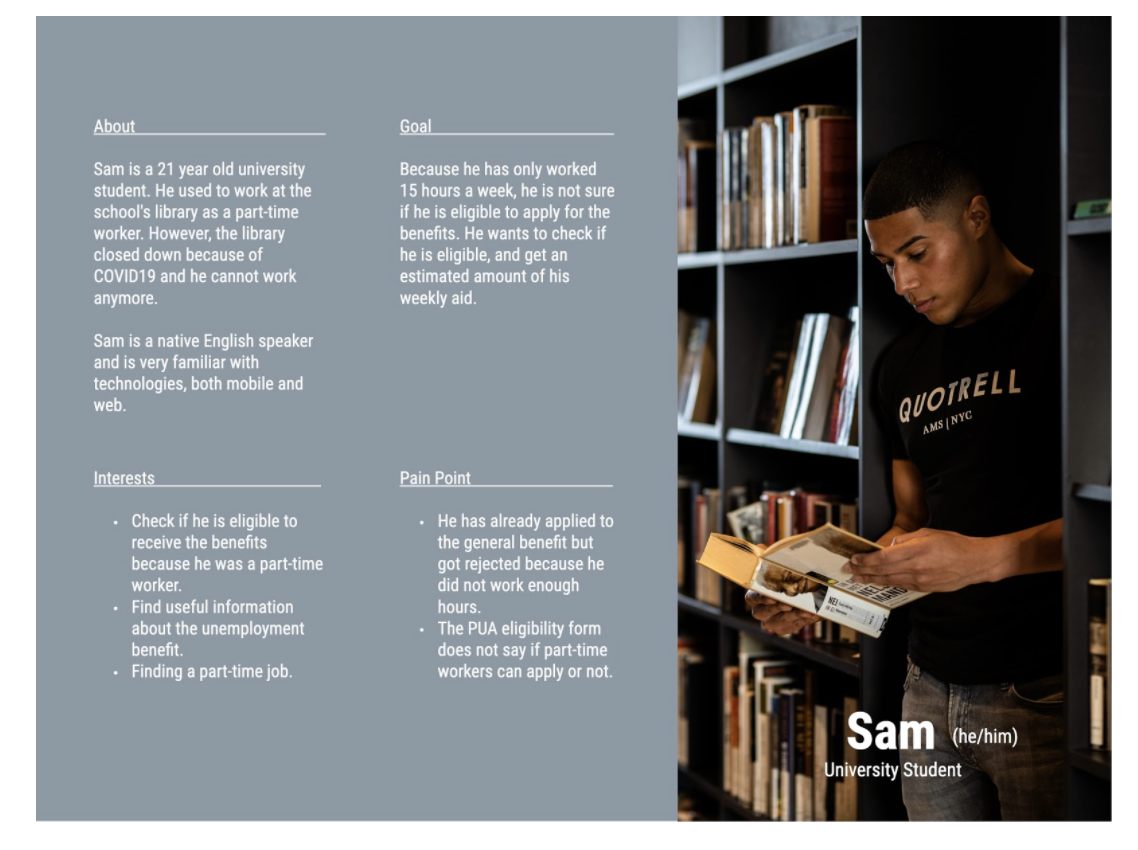 About
Sam is a 21 year old university
student. He used to work at the
school's library as a part-time
worker. However, the library
closed down because of
COVID19 and he cannot work
anymore.
Sam is a native English speaker
and is very familiar with
technologies, both mobile and
web.
Goal
Because he has only worked
15 hours a week, he is not sure
if he is eligible to apply for the
benefits. He wants to check if
he is eligible, and get an
estimated amount of his
weekly aid.
Interests
• Check if he is eligible to
receive the benefits
because he was a part-time
worker.
• Find useful information
about the unemployment
benefit.
• Finding a part-time job.
Pain Point
• He has already applied to
the general benefit but
got rejected because he
did not work enough
hours.
• The PUA eligibility form
does not say if part-time
workers can apply or not.
QUOTRELL
AMS | NYC
Sam (he/him)
University Student